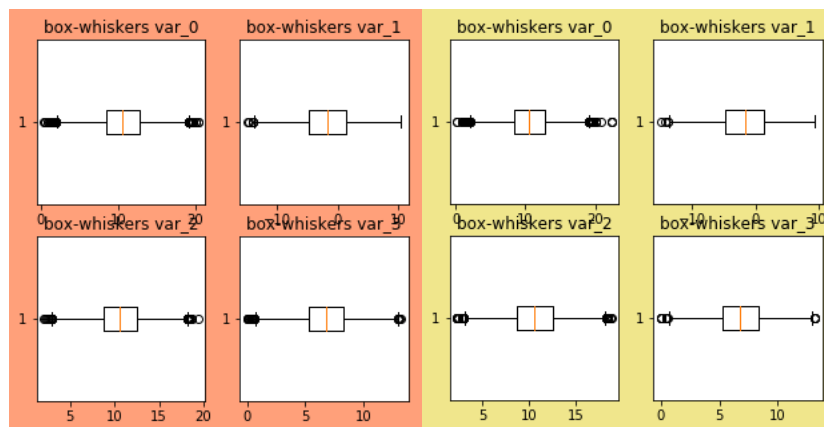 box-whiskers var_0 box-whiskers var_1 box-whiskers var_0 box-whiskers var_1
1 1 1 1
0 10 20 -10 0 10 0 10 20 -10 0 10
box-whiskers var_2 box-whiskers var_3 box-whiskers var_2 box-whiskers var_3
1 1 1 1
5 10 15 20 0 5 10 5 10 15 0 5 10